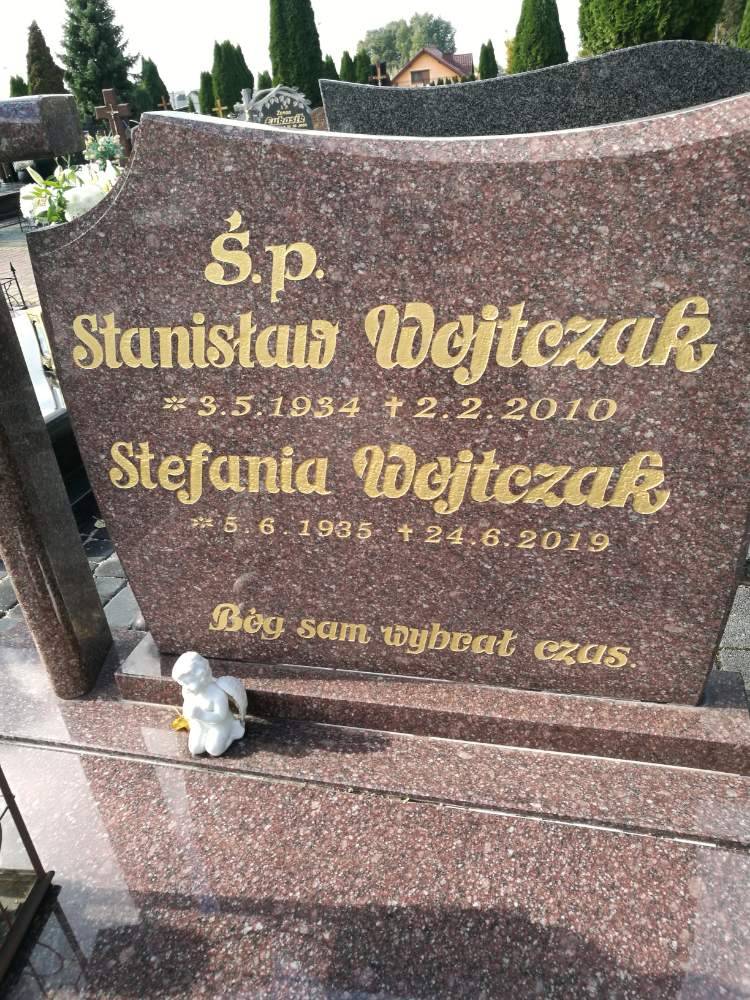 Ś.p.
Stanisław Wojtczak
* 3.5.1934 † 2.2.2010
Stefania Wojtczak
* 5.6.1935 † 24.6.2019
Bóg sam wybrał czas.
Łukasik